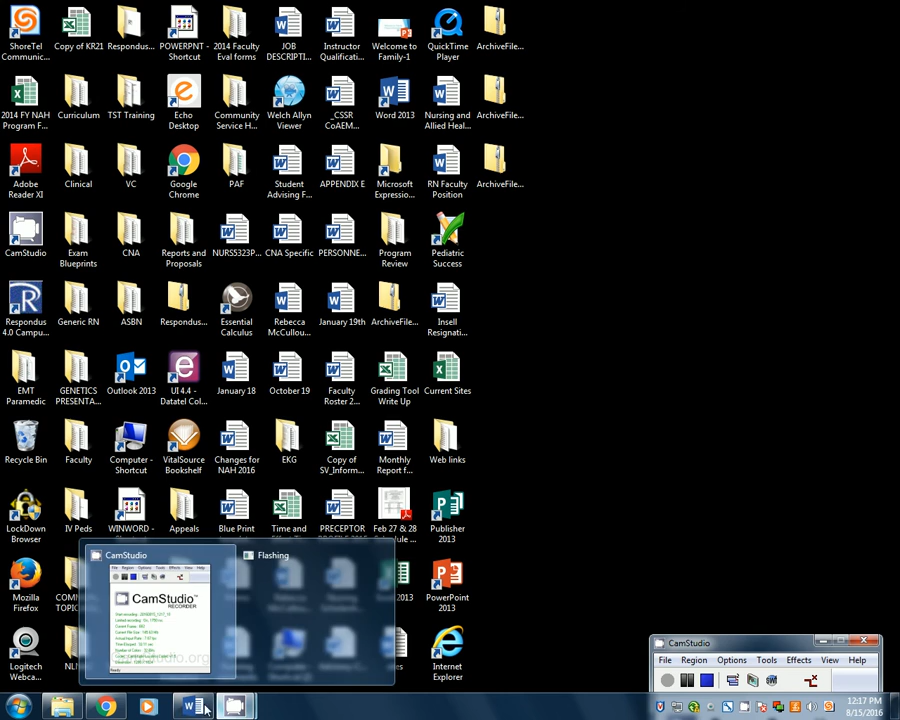 ShoreTel Communic...
Copy of KR21
Respondus...
POWERPNT - Shortcut
2014 Faculty Eval forms
JOB DESCRIPTI...
Instructor Qualificati...
Welcome to Family-1
QuickTime Player
ArchiveFile...
2014 FY NAH Program F...
Curriculum
TST Training
Echo Desktop
Community Service H...
Welch Allyn Viewer
_CSSR CoAEM...
Word 2013
Nursing and Allied Heal...
ArchiveFile...
Adobe Reader XI
Clinical
VC
Google Chrome
PAF
Student Advising F...
APPENDIX E
Microsoft Expressio...
RN Faculty Position
ArchiveFile...
CamStudio
Exam Blueprints
CNA
Reports and Proposals
NURS5323P...
CNA Specific
PERSONNE...
Program Review
Pediatric Success
Respondus 4.0 Campu...
Generic RN
ASBN
Respondus...
Essential Calculus
Rebecca McCullou...
January 19th
ArchiveFile...
Insell Resignati...
EMT Paramedic
GENETICS PRESENTA...
Outlook 2013
UI 4.4 - Datatel Col...
January 18
October 19
Faculty Roster 2...
Grading Tool Write Up
Current Sites
Recycle Bin
Faculty
Computer - Shortcut
VitalSource Bookshelf
Changes for NAH 2016
EKG
Copy of SV_Inform...
Monthly Report f...
Web links
LockDown Browser
IV Peds
WINWORD -
Appeals
Blue Print
Time and
PRECEPTOR
Feb 27 & 28
Publisher 2013
CamStudio
Flashing
File Region Options Tools Effects View Help
CamStudio™
RECORDER
Mozilla Firefox
PowerPoint 2013
Logitech Webca...
Internet Explorer
CamStudio
File Region Options Tools Effects View Help
12:17 PM
8/15/2016